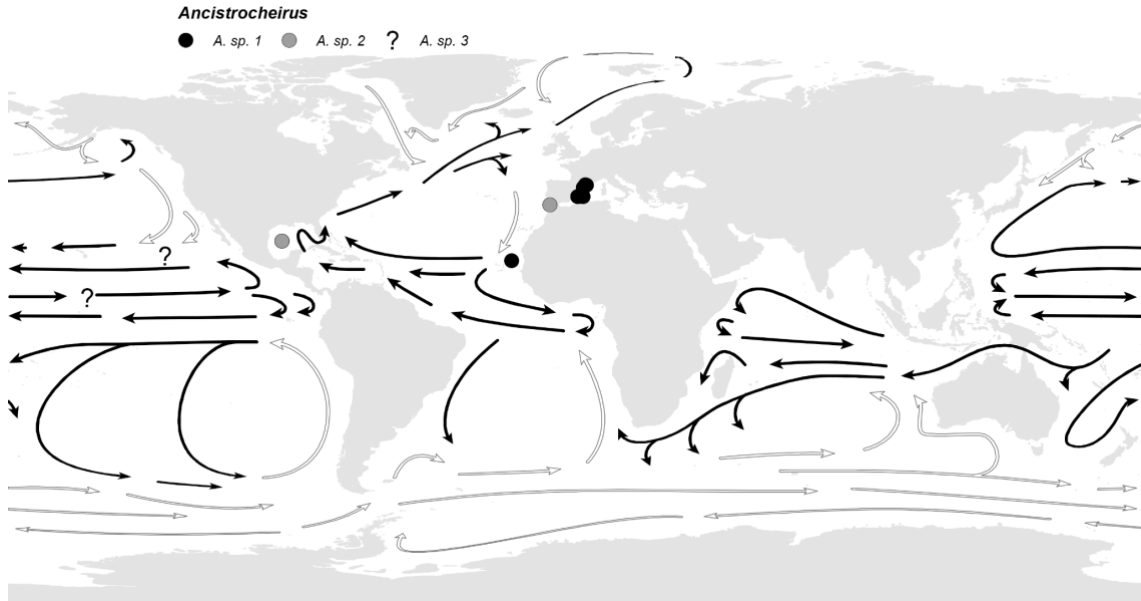 Ancistrocheirus
A. sp. 1 A. sp. 2 ? A. sp. 3
?
?